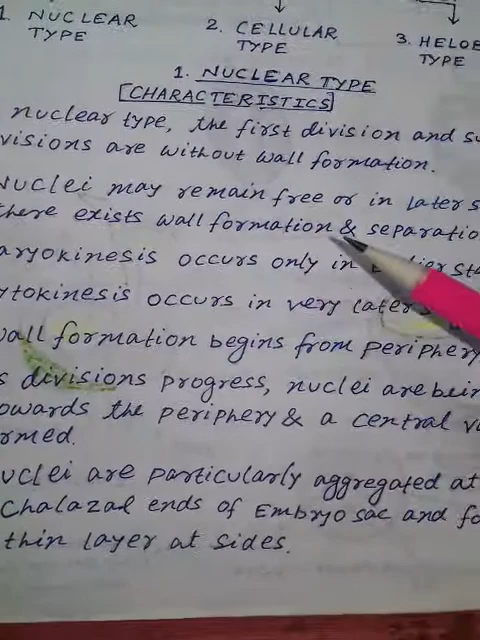 1. NUCLEAR TYPE
2. CELLULAR TYPE
3. HELOB
TYPE
1. NUCLEAR TYPE
[CHARACTERISTICS]
nuclear type, the first division and su
visions are without wall formation.
Nuclei may remain free or in later s
there exists wall formation & separatio
aryokinesis occurs only in
ytokinesis occurs in very later
wall formation begins from periphery
s divisions progress, nuclei are bein
owards the periphery & a central v
rmed.
uclei are particularly aggregated at
Chalazal ends of Embryo sac and fo
thin layer at sides.